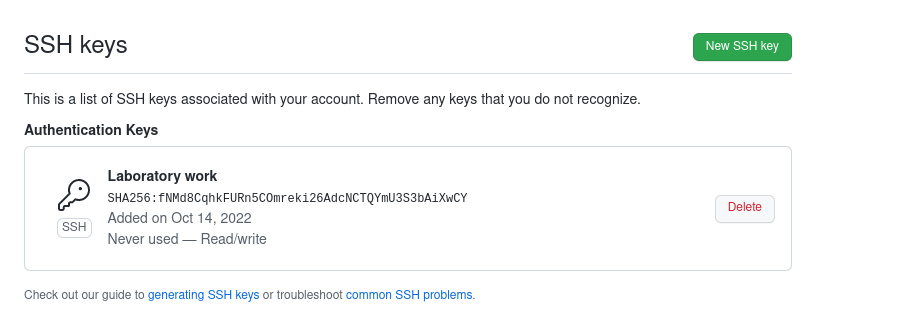 SSH keys
New SSH key
This is a list of SSH keys associated with your account. Remove any keys that you do not recognize.
Authentication Keys
Laboratory work
SHA256:fNMd8CqhkFURn5COmreki26AdcNCTQYmU3S3bAiXwCY
Added on Oct 14, 2022
Never used — Read/write
SSH
Delete
Check out our guide to generating SSH keys or troubleshoot common SSH problems.